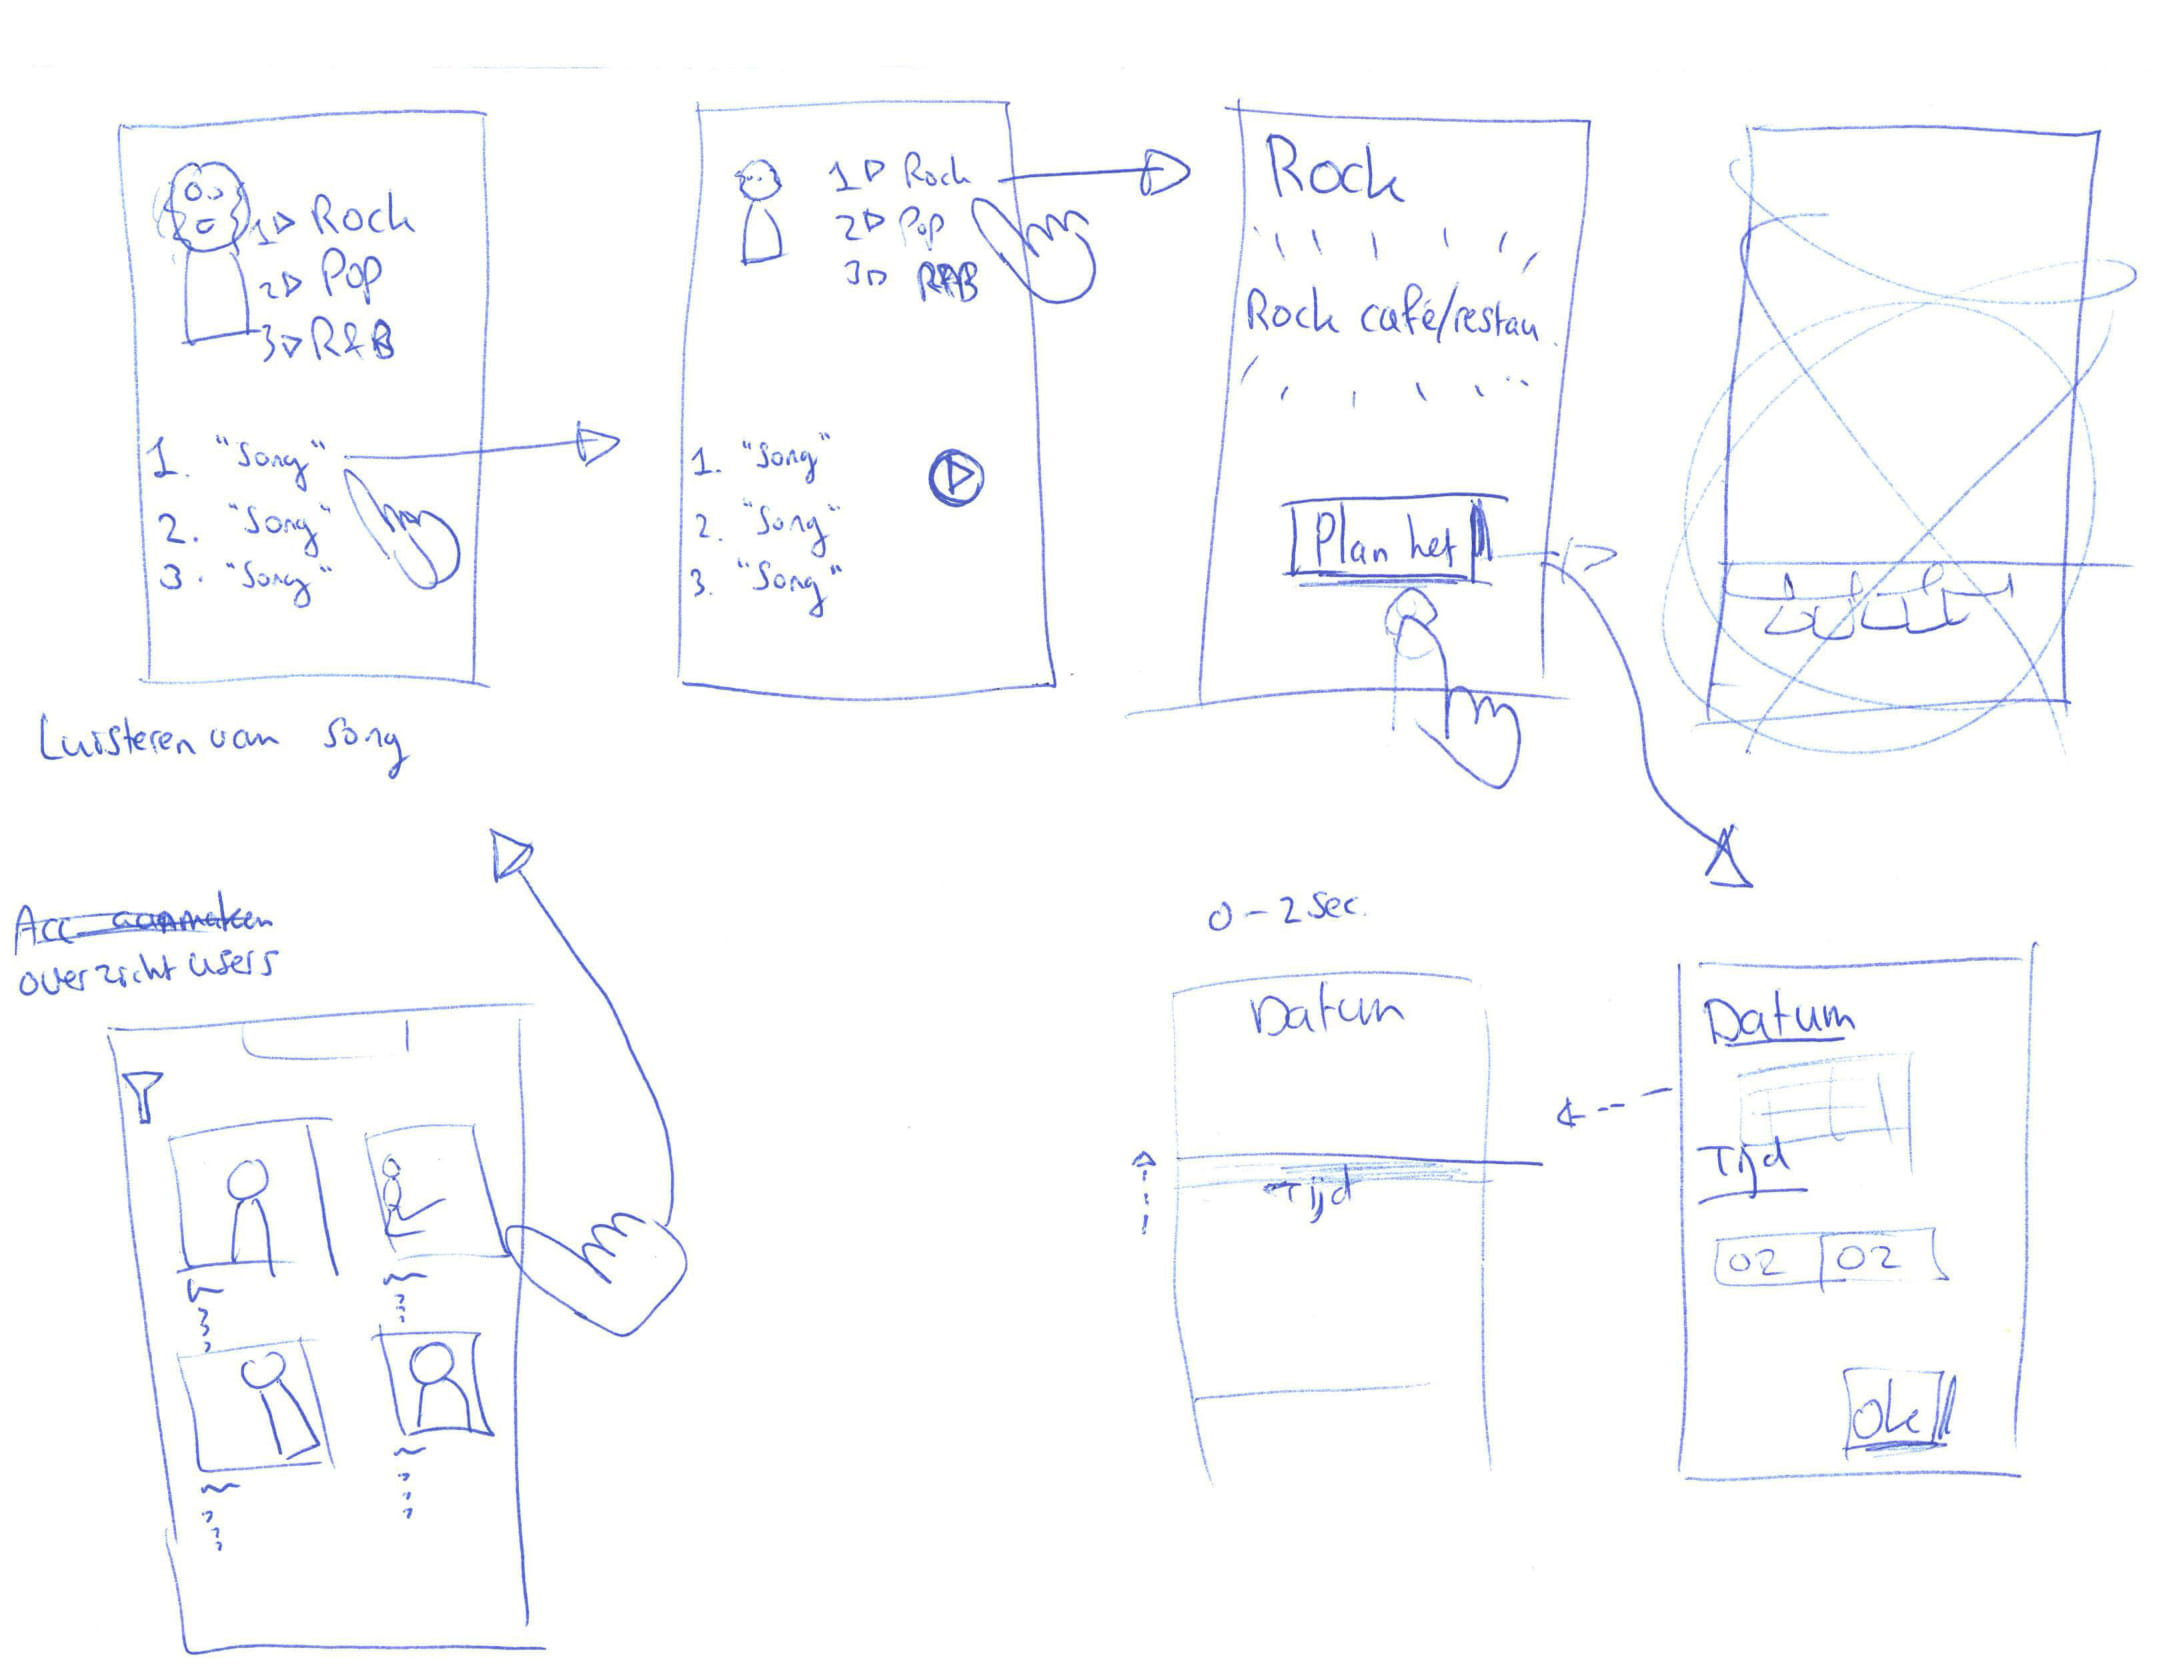 1▷ Rock
2▷ Pop
3▷ R&B
1. "Song"
2. "Song"
3. "Song"
Luisteren van song
1▷ Rock
2▷ Pop
3▷ R&B
1. "Song"
2. "Song"
3. "Song"
Rock
Rock café/restau
Plan het
Acc aanmaken
overzicht users
0-2 sec.
Datum
Tijd
Datum
Tijd
02 02
Ok